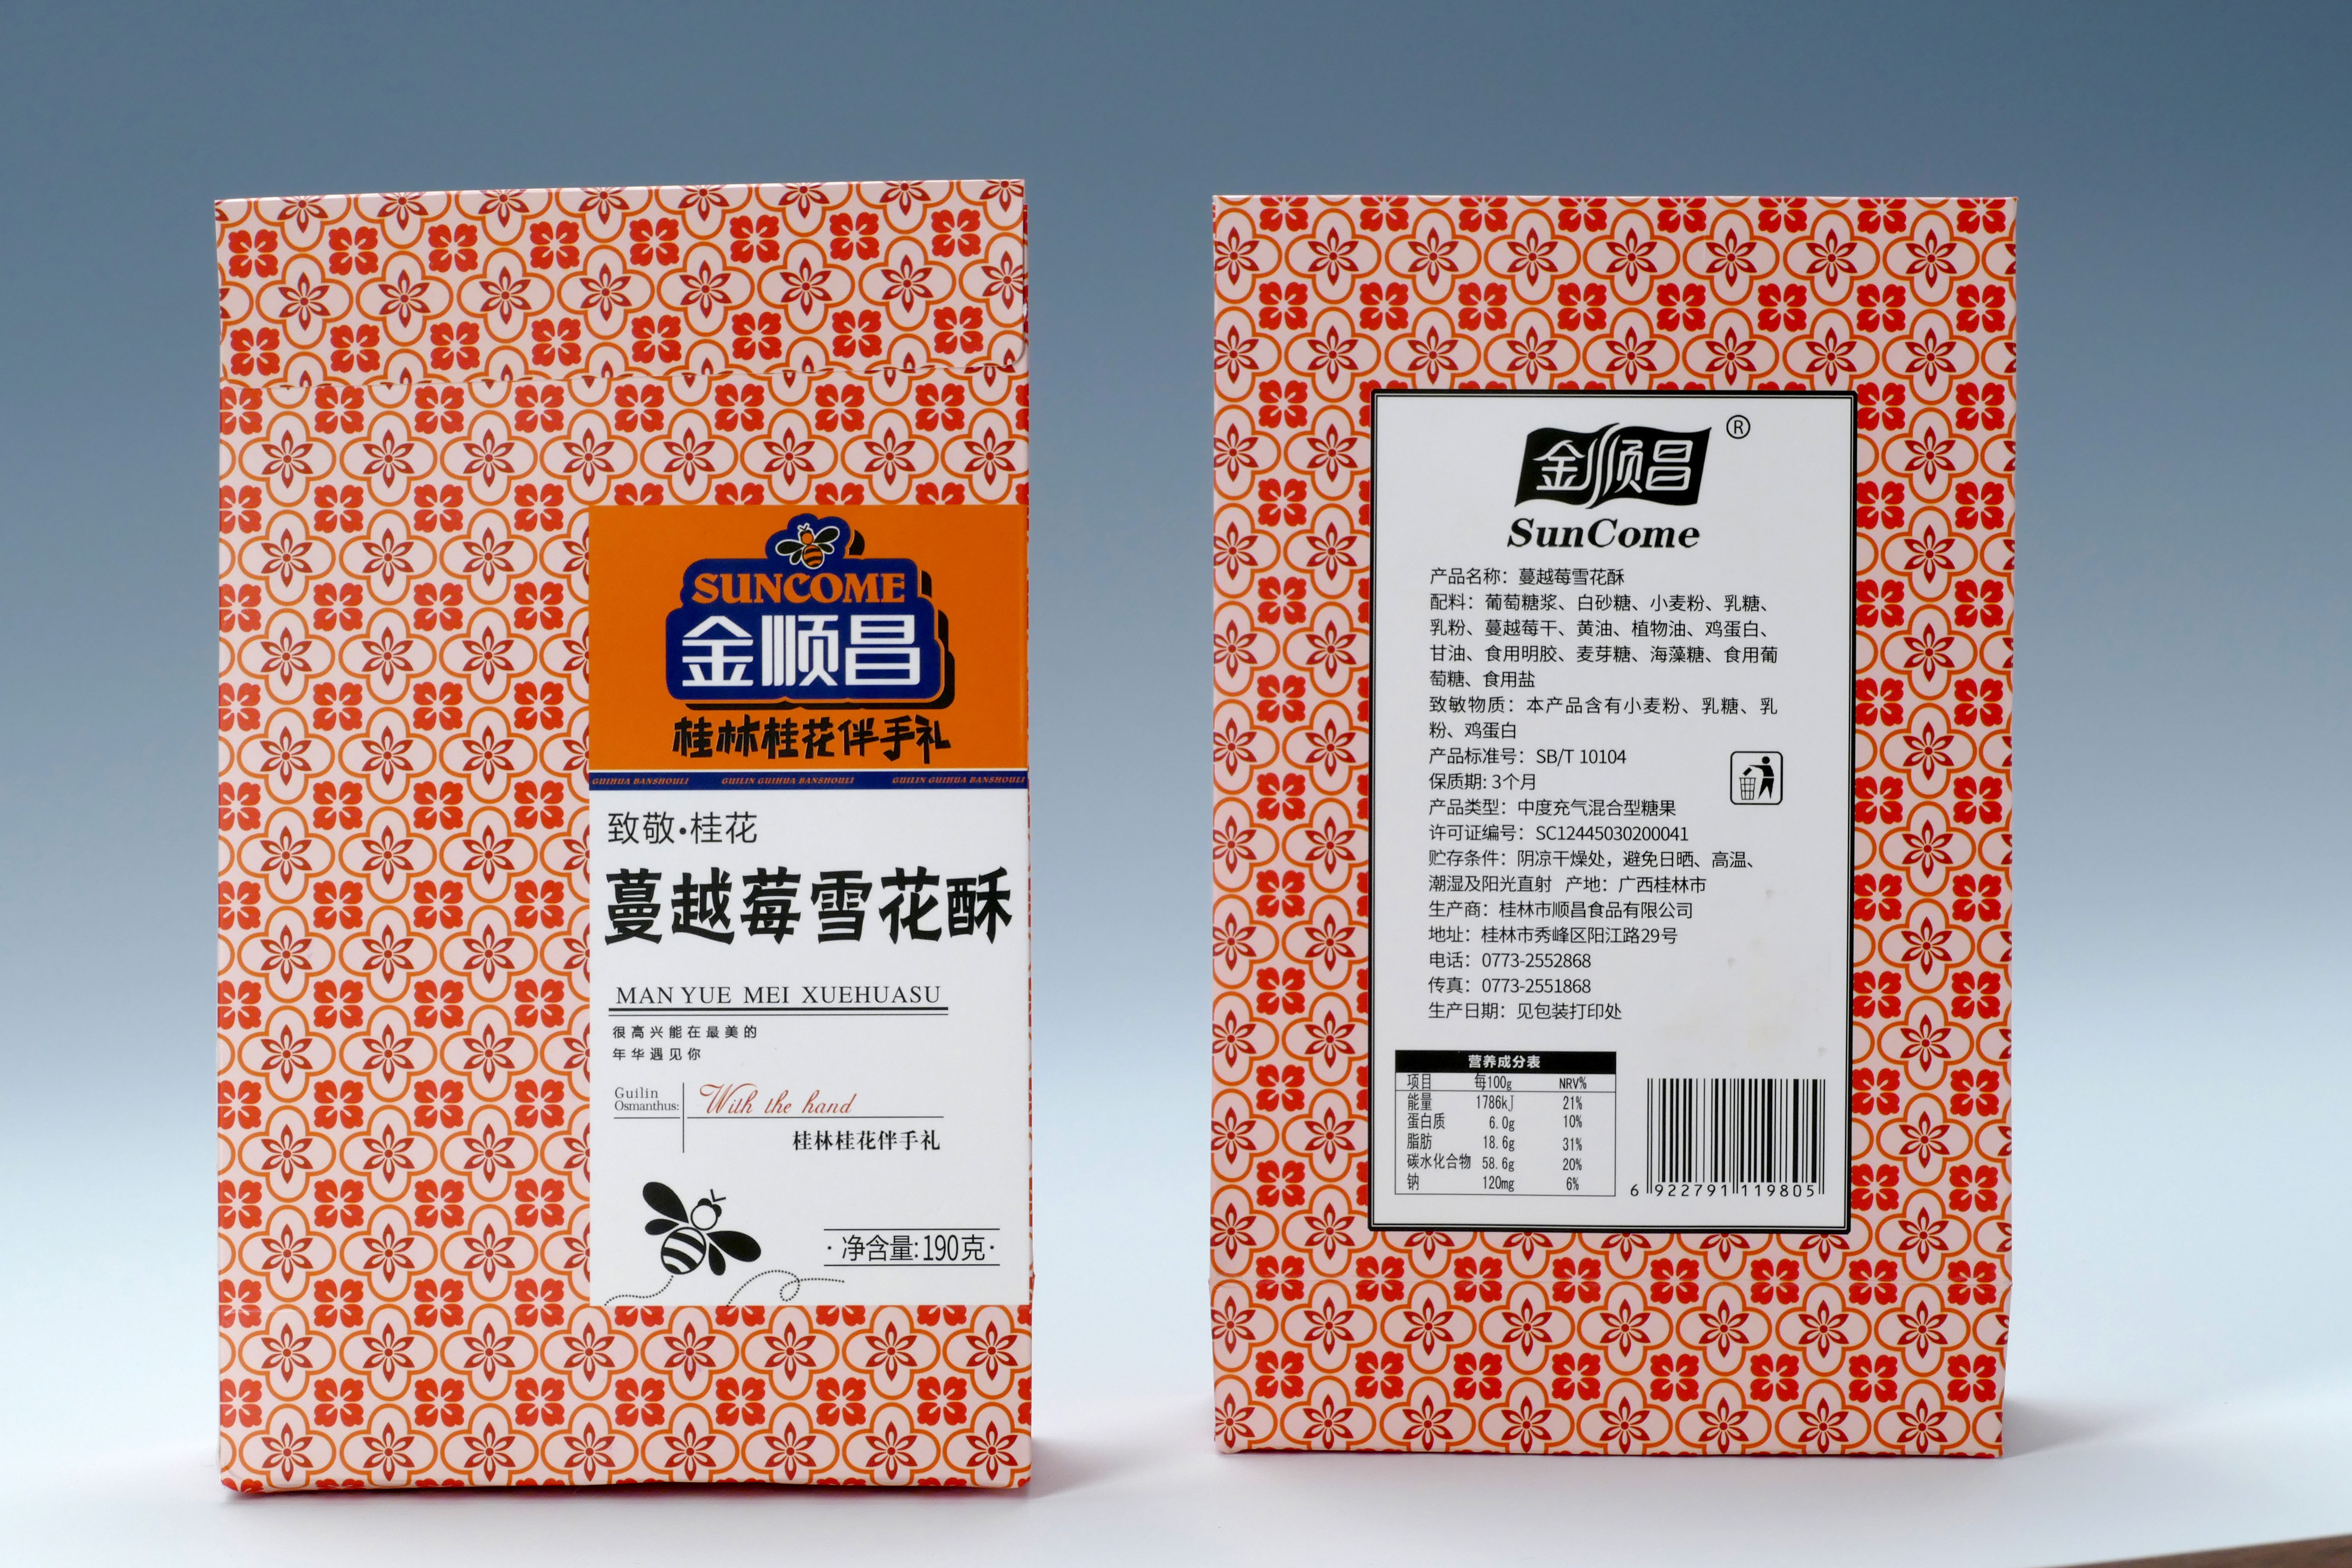 SUNCOME
金顺昌
桂林桂花伴手礼
GUIHUA BANSHOULI GUILIN GUIHUA BANSHOULI GUILIN GUIHUA BANSHOULI
致敬·桂花
蔓越莓雪花酥
MAN YUE MEI XUEHUASU
很高兴能在最美的
年华遇见你
Guilin
Osmanthus:
With the hand
桂林桂花伴手礼
·净含量:190克·
金顺昌®
SunCome
产品名称：蔓越莓雪花酥
配料：葡萄糖浆、白砂糖、小麦粉、乳糖、
乳粉、蔓越莓干、黄油、植物油、鸡蛋白、
甘油、食用明胶、麦芽糖、海藻糖、食用葡
萄糖、食用盐
致敏物质：本产品含有小麦粉、乳糖、乳
粉、鸡蛋白
产品标准号：SB/T 10104
保质期: 3个月
产品类型：中度充气混合型糖果
许可证编号：SC12445030200041
贮存条件：阴凉干燥处，避免日晒、高温、
潮湿及阳光直射 产地：广西桂林市
生产商：桂林市顺昌食品有限公司
地址：桂林市秀峰区阳江路29号
电话：0773-2552868
传真：0773-2551868
生产日期：见包装打印处
营养成分表
项目 每100g NRV%
能量 1786kJ 21%
蛋白质 6.0g 10%
脂肪 18.6g 31%
碳水化合物 58.6g 20%
钠 120mg 6%
6 922791 119805